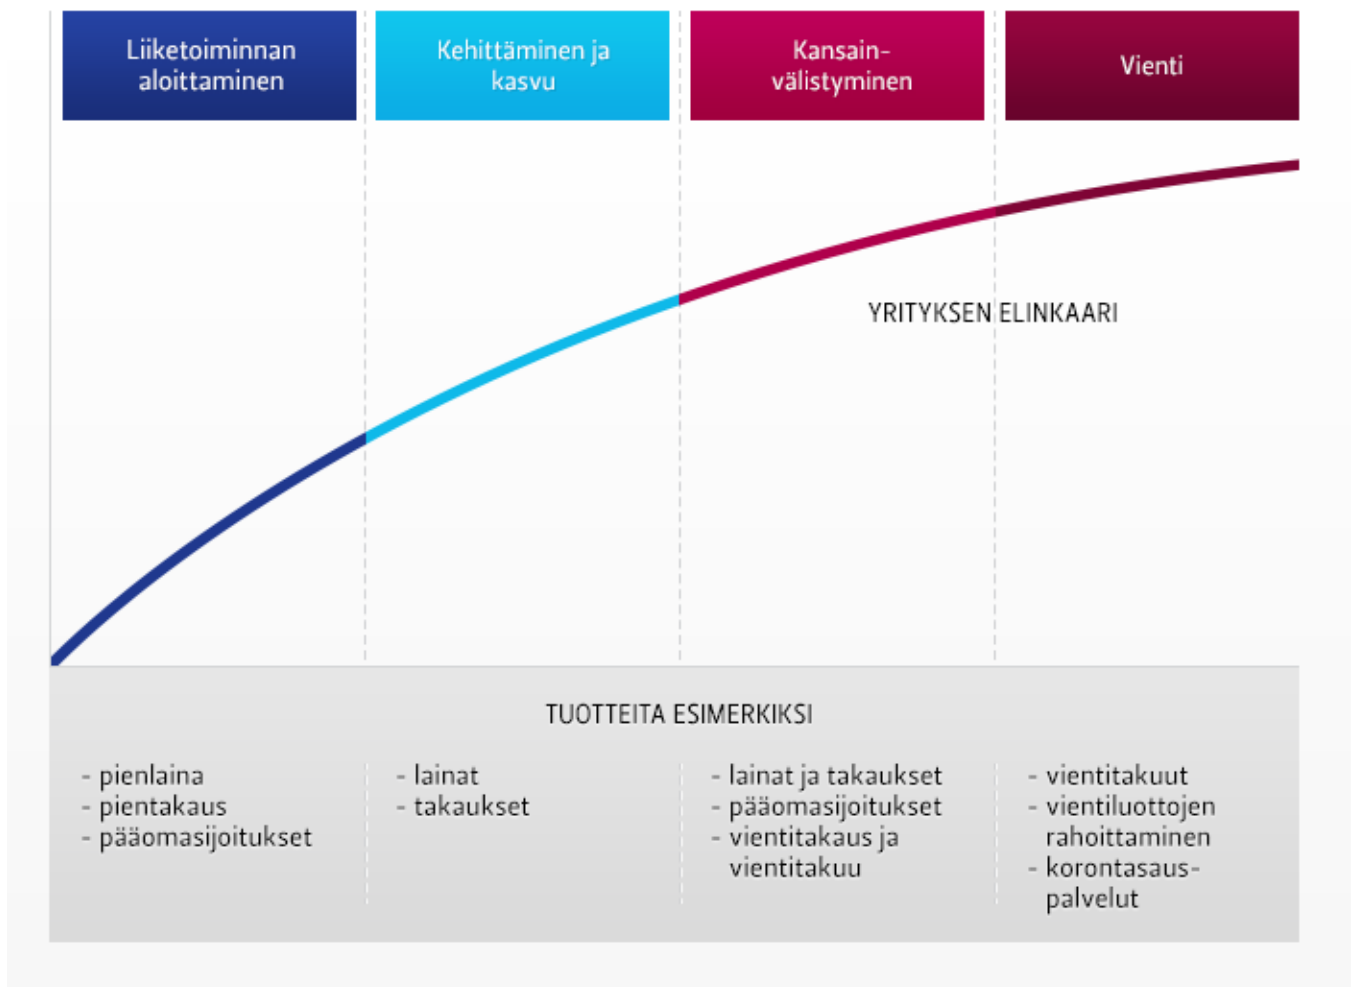 Liiketoiminnan
aloittaminen
Kehittäminen ja
kasvu
Kansain-
välistyminen
Vienti
YRITYKSEN ELINKAARI
TUOTTEITA ESIMERKIKSI
- pienlaina
- pientakaus
- pääomasijoitukset
- lainat
- takaukset
- lainat ja takaukset
- pääomasijoitukset
- vientitakaus ja
vientitakuu
- vientitakuut
- vientiluottojen
rahoittaminen
- korontasaus-
palvelut